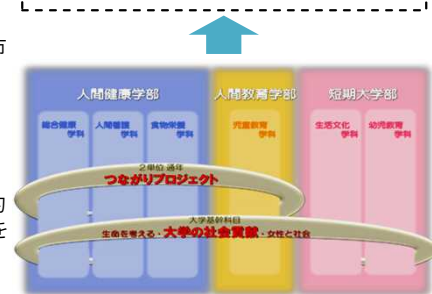 市
的
を
人間健康学部
人間教育学部
短期大学部
総合健康
学科
人間看護
学科
食物栄養
学科
児童教育
学科
生活文化
学科
幼児教育
学科
2単位 通年
つながりプロジェクト
大学基幹科目
生命を考える・大学の社会貢献・女性と社会